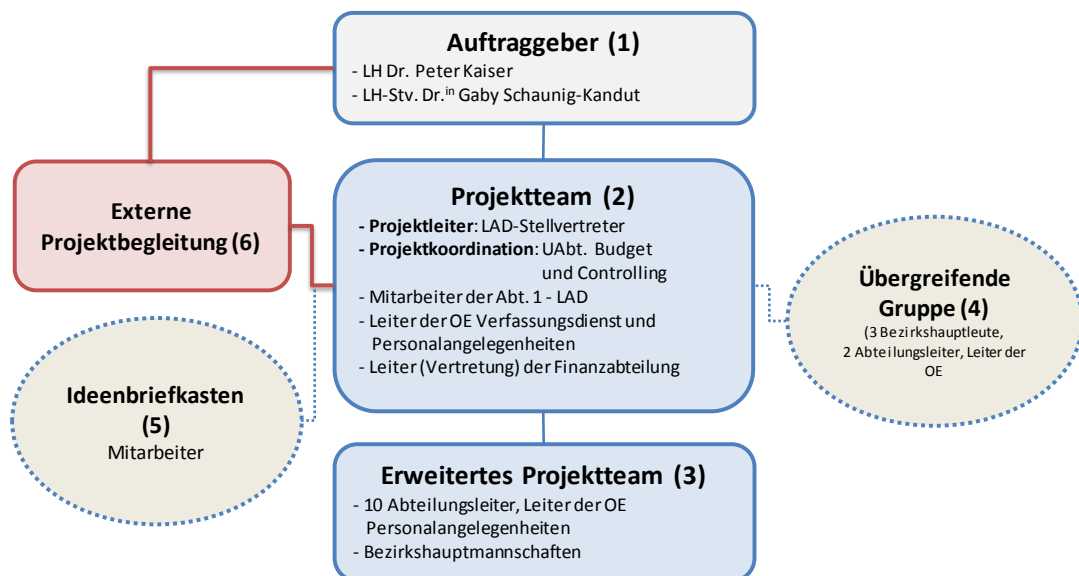 Auftraggeber (1)
- LH Dr. Peter Kaiser
- LH-Stv. Dr.in Gaby Schaunig-Kandut
Externe
Projektbegleitung (6)
Projektteam (2)
- Projektleiter: LAD-Stellvertreter
- Projektkoordination: UAbt. Budget
und Controlling
- Mitarbeiter der Abt. 1 - LAD
- Leiter der OE Verfassungsdienst und
Personalangelegenheiten
- Leiter (Vertretung) der Finanzabteilung
Übergreifende
Gruppe (4)
(3 Bezirkshauptleute,
2 Abteilungsleiter, Leiter der
OE
Ideenbriefkasten
(5)
Mitarbeiter
Erweitertes Projektteam (3)
- 10 Abteilungsleiter, Leiter der OE
Personalangelegenheiten
- Bezirkshauptmannschaften